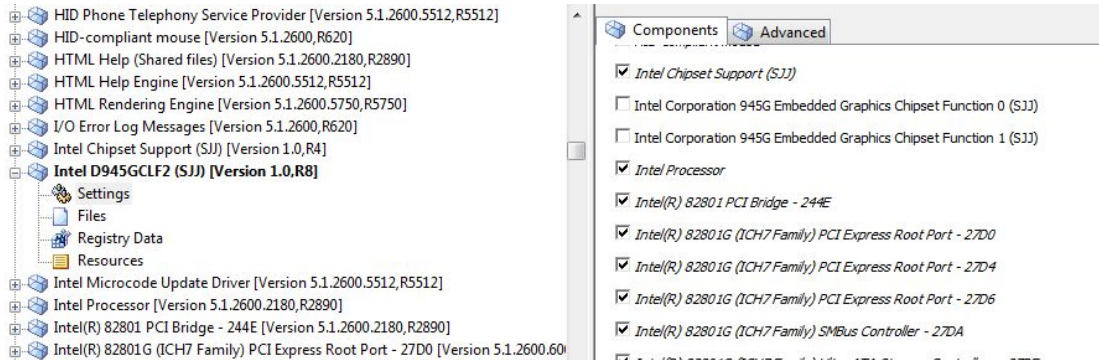 HID Phone Telephony Service Provider [Version 5.1.2600.5512,R5512]
HID-compliant mouse [Version 5.1.2600,R620]
HTML Help (Shared files) [Version 5.1.2600.2180,R2890]
HTML Help Engine [Version 5.1.2600.5512,R5512]
HTML Rendering Engine [Version 5.1.2600.5750,R5750]
I/O Error Log Messages [Version 5.1.2600,R620]
Intel Chipset Support (SJJ) [Version 1.0,R4]
Intel D945GCLF2 (SJJ) [Version 1.0,R8]
Settings
Files
Registry Data
Resources
Intel Microcode Update Driver [Version 5.1.2600.5512,R5512]
Intel Processor [Version 5.1.2600.2180,R2890]
Intel(R) 82801 PCI Bridge - 244E [Version 5.1.2600.2180,R2890]
Intel(R) 82801G (ICH7 Family) PCI Express Root Port - 27D0 [Version 5.1.2600.60
Components
Advanced
Intel Chipset Support (SJJ)
Intel Corporation 945G Embedded Graphics Chipset Function 0 (SJJ)
Intel Corporation 945G Embedded Graphics Chipset Function 1 (SJJ)
Intel Processor
Intel(R) 82801 PCI Bridge - 244E
Intel(R) 82801G (ICH7 Family) PCI Express Root Port - 27D0
Intel(R) 82801G (ICH7 Family) PCI Express Root Port - 27D4
Intel(R) 82801G (ICH7 Family) PCI Express Root Port - 27D6
Intel(R) 82801G (ICH7 Family) SMBus Controller - 27DA